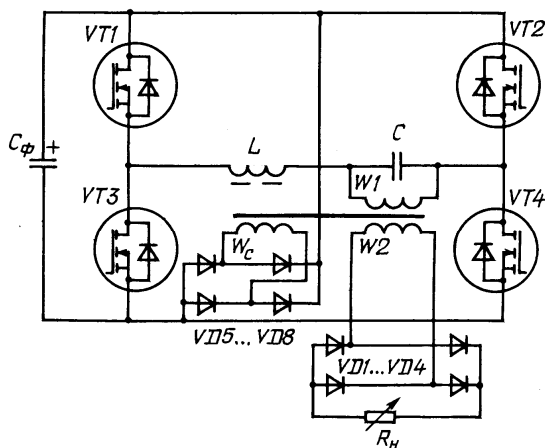 VT1
VT2
Cф +
L
C
W1
VT3
VT4
Wc
W2
VD5...VD8
VD1...VD4
Rн